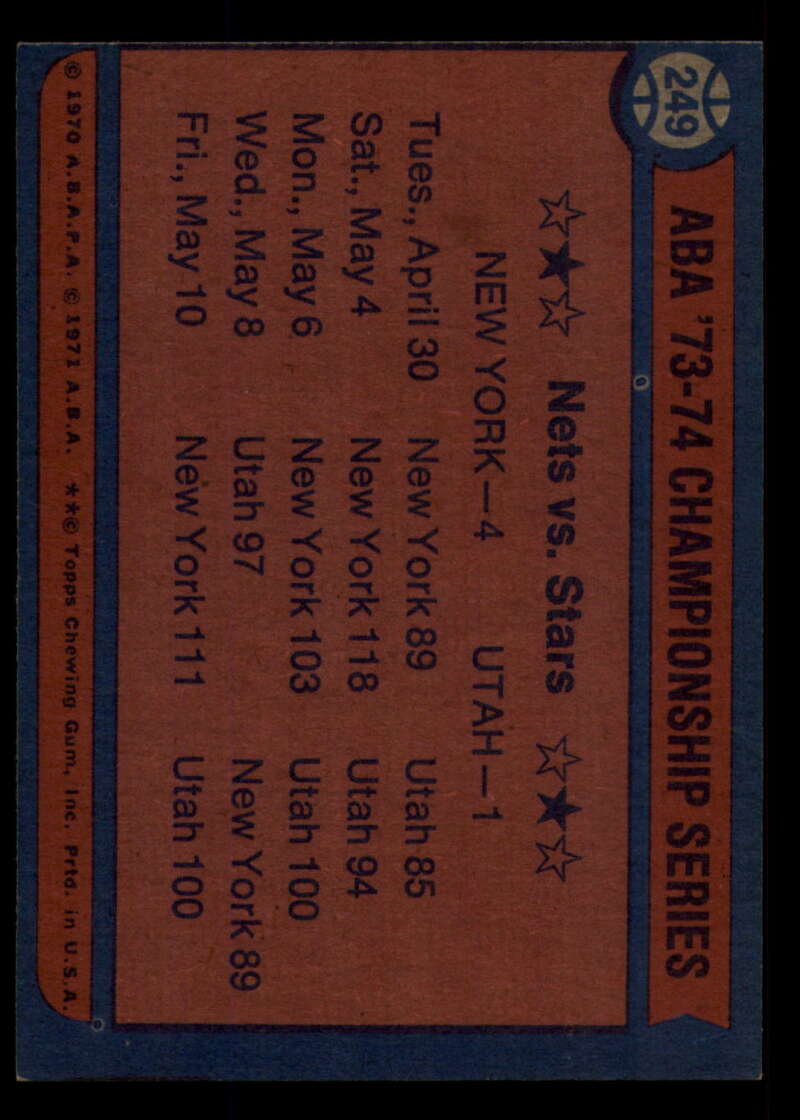 249
ABA '73-74 CHAMPIONSHIP SERIES
☆★☆ Nets vs. Stars ☆★☆
NEW YORK—4 UTAH—1
Tues., April 30 New York 89 Utah 85
Sat., May 4 New York 118 Utah 94
Mon., May 6 New York 103 Utah 100
Wed., May 8 Utah 97 New York 89
Fri., May 10 New York 111 Utah 100
© 1970 A.B.A.P.A. © 1971 A.B.A. **© Topps Chewing Gum, Inc. Prtd. in U.S.A.